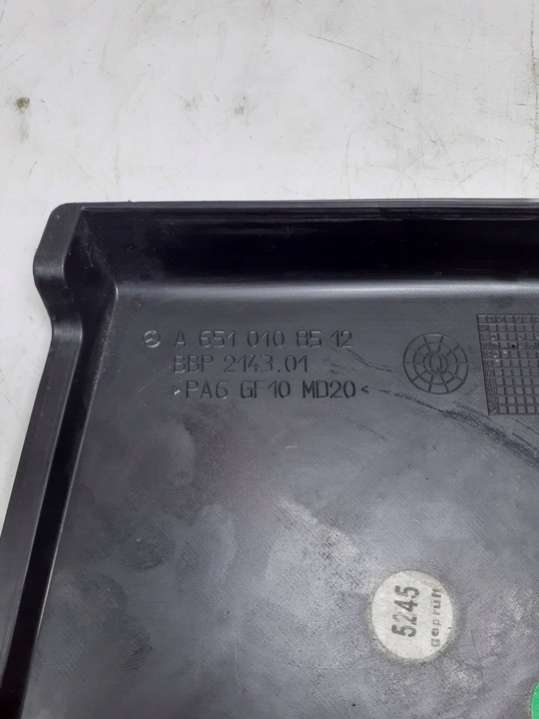 A 651 010 85 12
BBP 2143.01
>PA6 GF10 MD20<
5245
geprüft